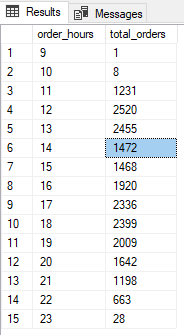 Results Messages
order_hours total_orders
1 9 1
2 10 8
3 11 1231
4 12 2520
5 13 2455
6 14 1472
7 15 1468
8 16 1920
9 17 2336
10 18 2399
11 19 2009
12 20 1642
13 21 1198
14 22 663
15 23 28